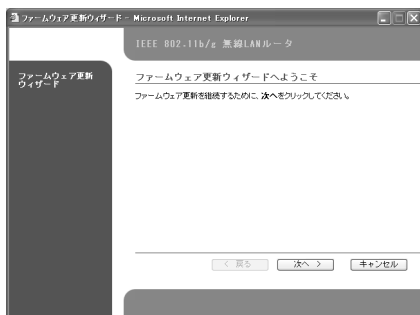 ファームウェア更新ウィザード - Microsoft Internet Explorer
IEEE 802.11b/g 無線LANルータ
ファームウェア更新
ウィザード
ファームウェア更新ウィザードへようこそ
ファームウェア更新を継続するために、次へをクリックしてください。
< 戻る
次へ >
キャンセル